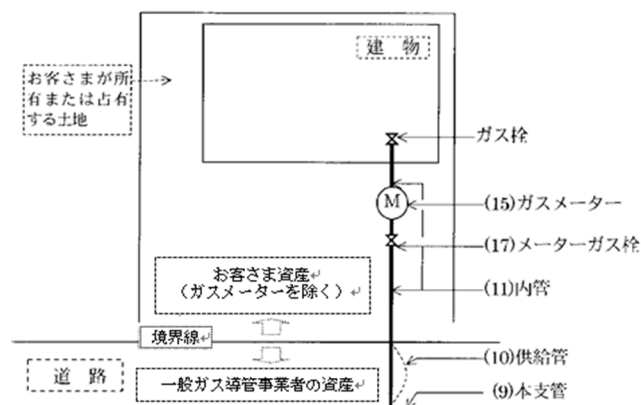 建物
お客さまが所
有または占有
する土地
ガス栓
M
(15)ガスメーター
(17)メーターガス栓
お客さま資産↵
(ガスメーターを除く)↵
(11)内管
境界線↵
(10)供給管
道路
一般ガス導管事業者の資産↵
(9)本支管